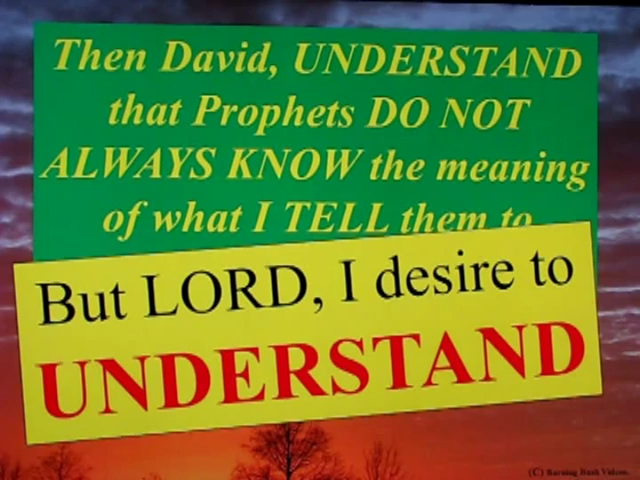 Then David, UNDERSTAND
that Prophets DO NOT
ALWAYS KNOW the meaning
of what I TELL them to
But LORD, I desire to
UNDERSTAND
(C) Burning Bush Videos